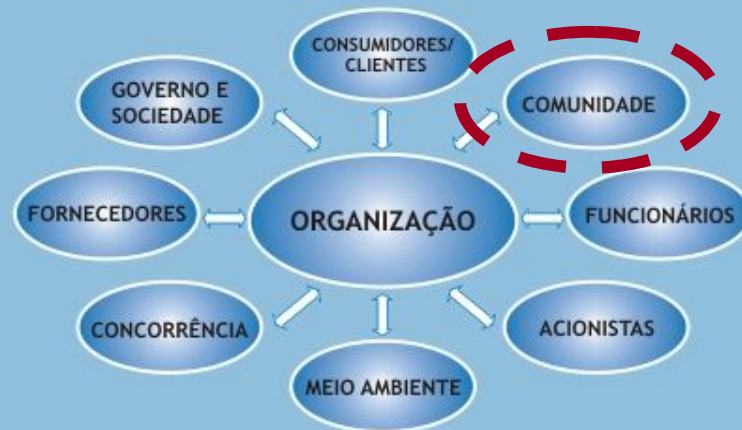 CONSUMIDORES/
CLIENTES
GOVERNO E
SOCIEDADE
COMUNIDADE
FORNECEDORES
ORGANIZAÇÃO
FUNCIONÁRIOS
CONCORRÊNCIA
ACIONISTAS
MEIO AMBIENTE